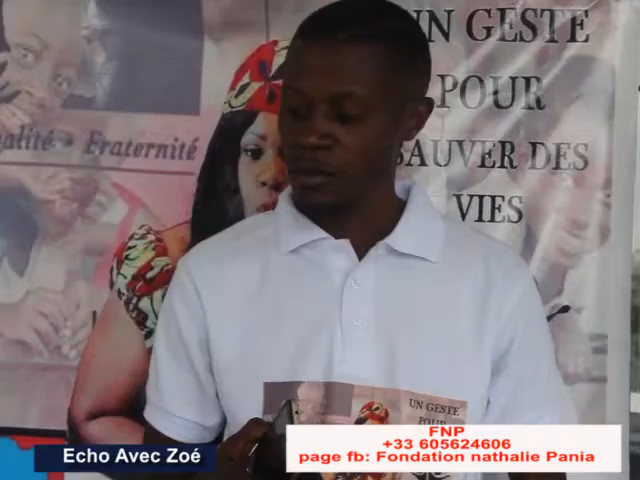 UN GESTE
POUR
SAUVER DES
VIES
alité • Fraternité
UN GESTE
POUR
FNP
+33 605624606
page fb: Fondation nathalie Pania
Echo Avec Zoé